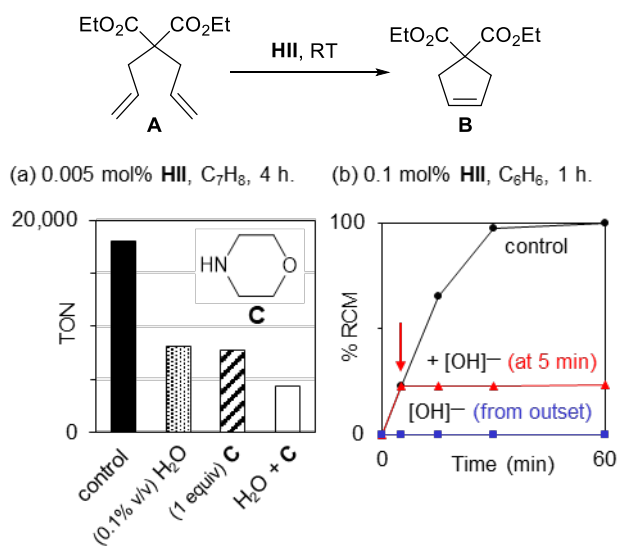 EtO₂C CO₂Et
HII, RT
EtO₂C CO₂Et
A
B
(a) 0.005 mol% HII, C₇H₈, 4 h.
(b) 0.1 mol% HII, C₆H₆, 1 h.
20,000
TON
0
HN O
C
control
(0.1% v/v) H₂O
(1 equiv) C
H₂O + C
100
% RCM
0
control
+ [OH]— (at 5 min)
[OH]— (from outset)
0 Time (min) 60